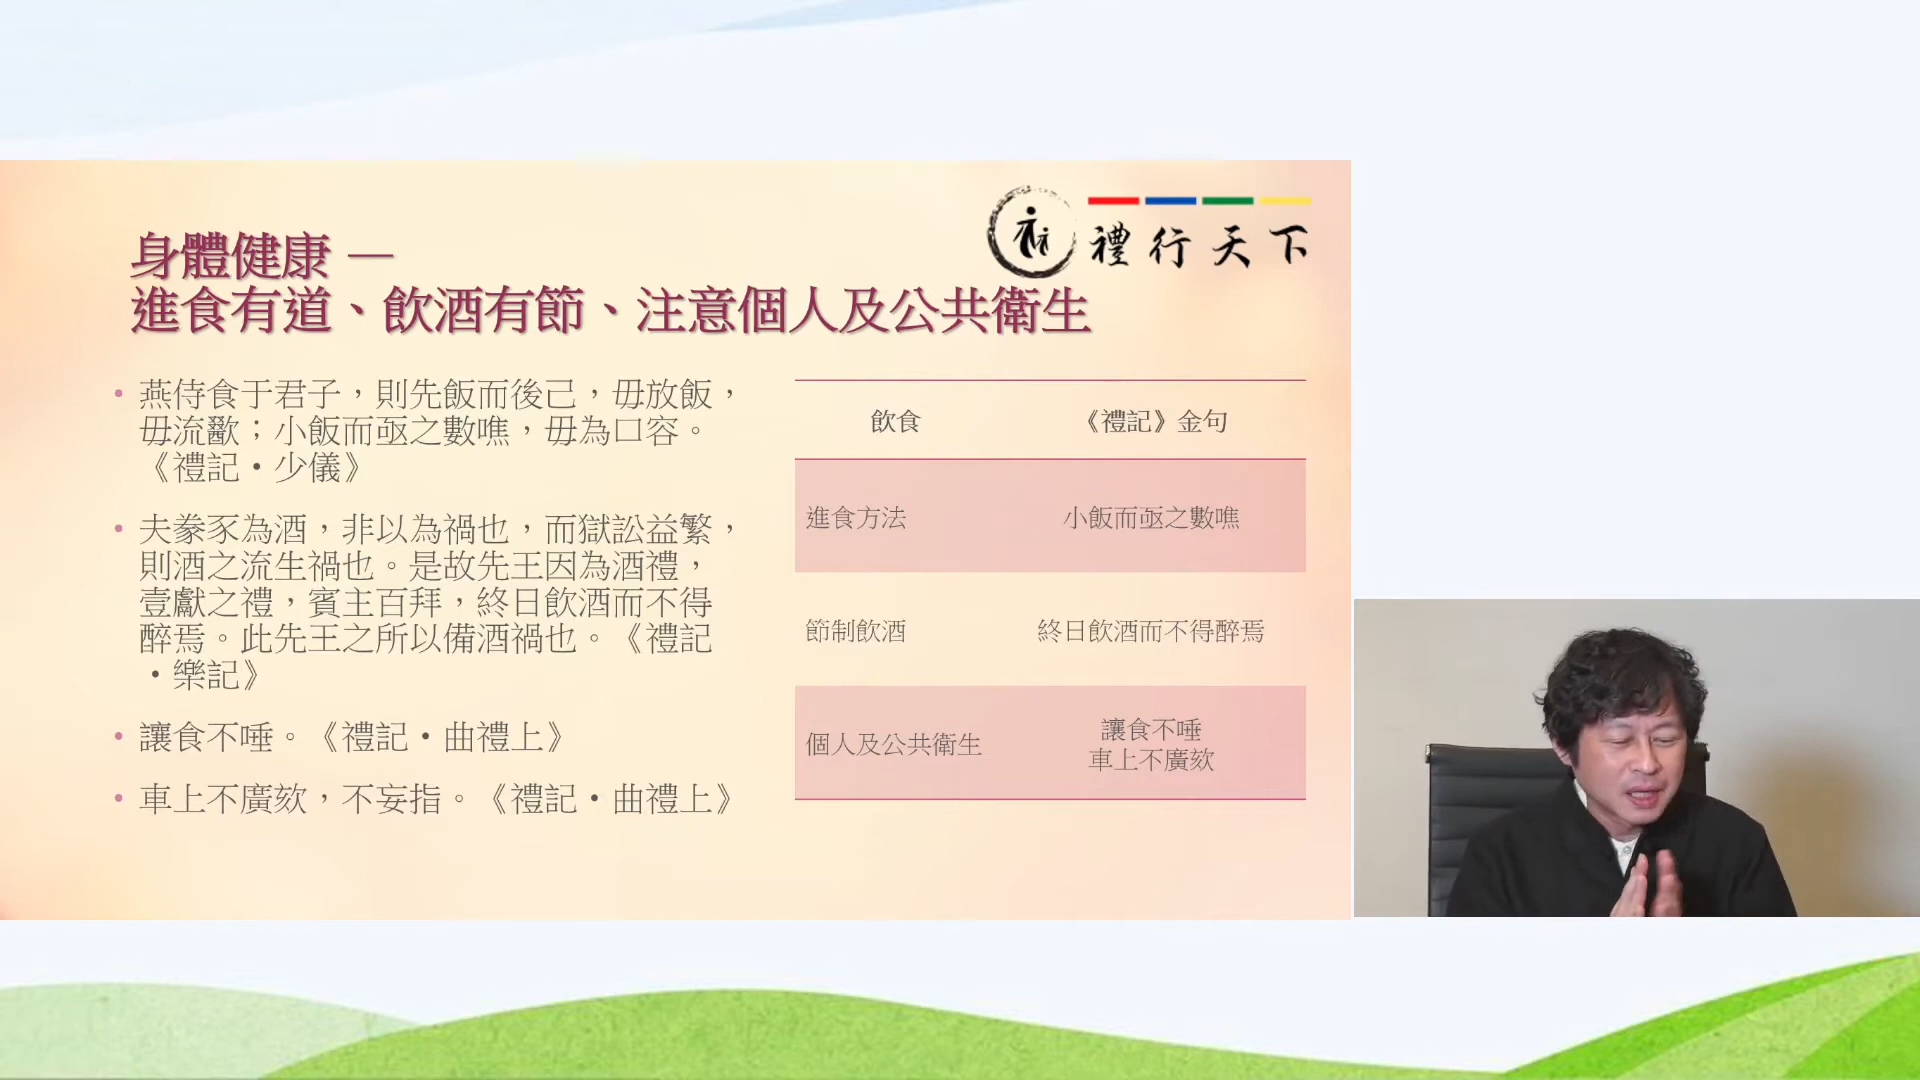 禮行天下
身體健康 —
進食有道、飲酒有節、注意個人及公共衛生
• 燕侍食于君子，則先飯而後己，毋放飯，
毋流歠；小飯而亟之數噍，毋為口容。
《禮記•少儀》
• 夫豢豕為酒，非以為禍也，而獄訟益繁，
則酒之流生禍也。是故先王因為酒禮，
壹獻之禮，賓主百拜，終日飲酒而不得
醉焉。此先王之所以備酒禍也。《禮記
•樂記》
• 讓食不唾。《禮記•曲禮上》
• 車上不廣欬，不妄指。《禮記•曲禮上》
飲食 《禮記》金句
進食方法 小飯而亟之數噍
節制飲酒 終日飲酒而不得醉焉
個人及公共衛生 讓食不唾
車上不廣欬